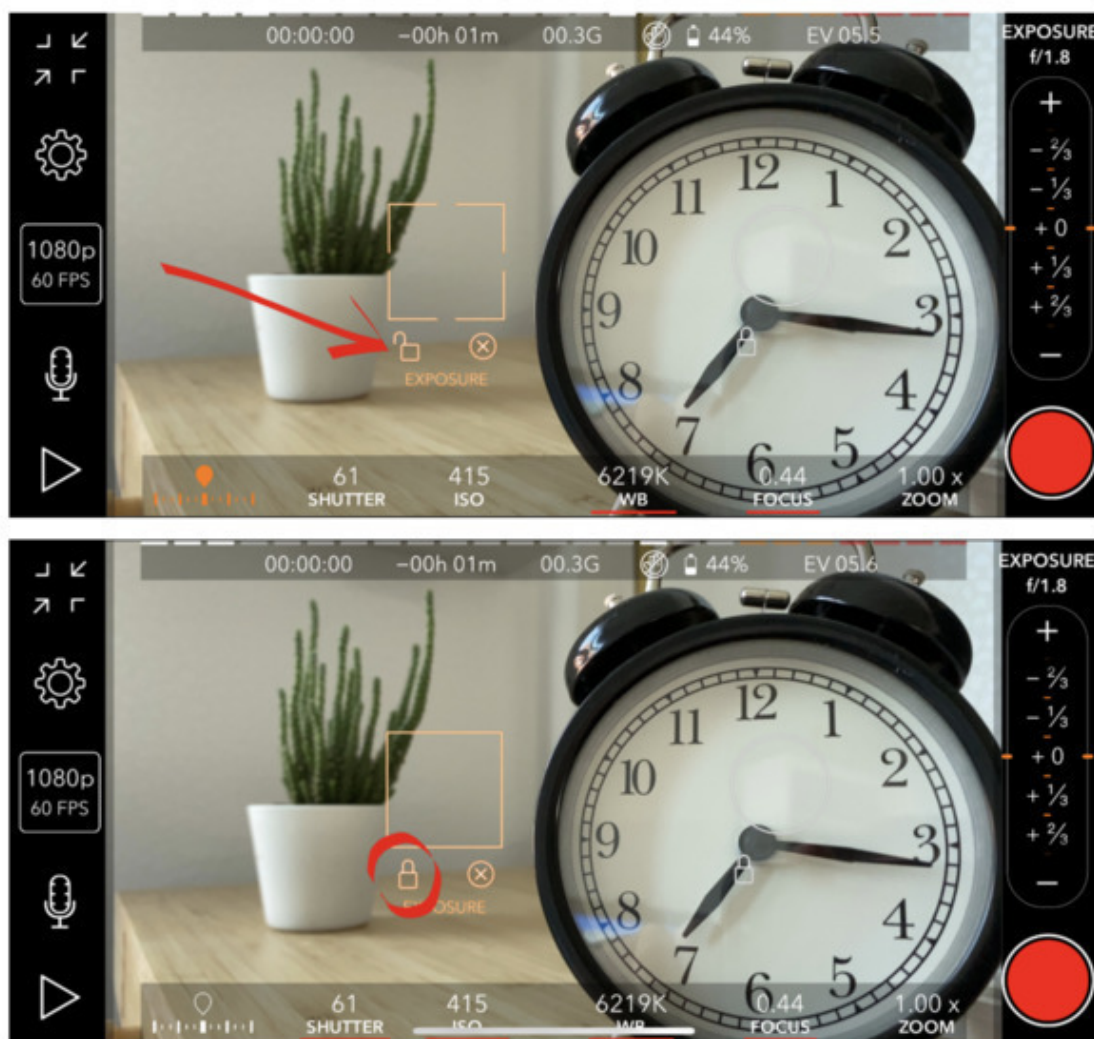 00:00:00 −00h 01m 00.3G 44% EV 05.5
EXPOSURE
f/1.8
+
− ⅔
− ⅓
+ 0
+ ⅓
+ ⅔
−
1080p
60 FPS
12
1
2
3
4
5
6
7
8
9
10
11
EXPOSURE
61 415 6219K 0.44 1.00 x
SHUTTER ISO WB FOCUS ZOOM
00:00:00 −00h 01m 00.3G 44% EV 05.6
EXPOSURE
f/1.8
+
− ⅔
− ⅓
+ 0
+ ⅓
+ ⅔
−
1080p
60 FPS
12
1
2
3
4
5
6
7
8
9
10
11
EXPOSURE
61 415 6219K 0.44 1.00 x
SHUTTER ISO WB FOCUS ZOOM